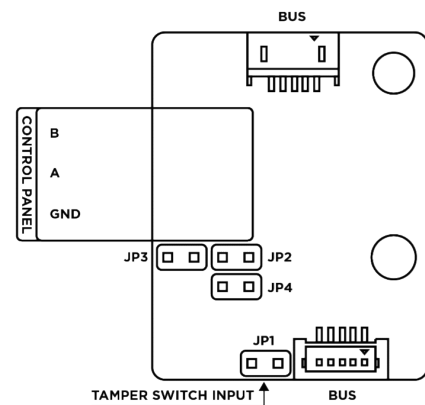 BUS
CONTROL PANEL
B
A
GND
JP3
JP2
JP4
JP1
TAMPER SWITCH INPUT
BUS